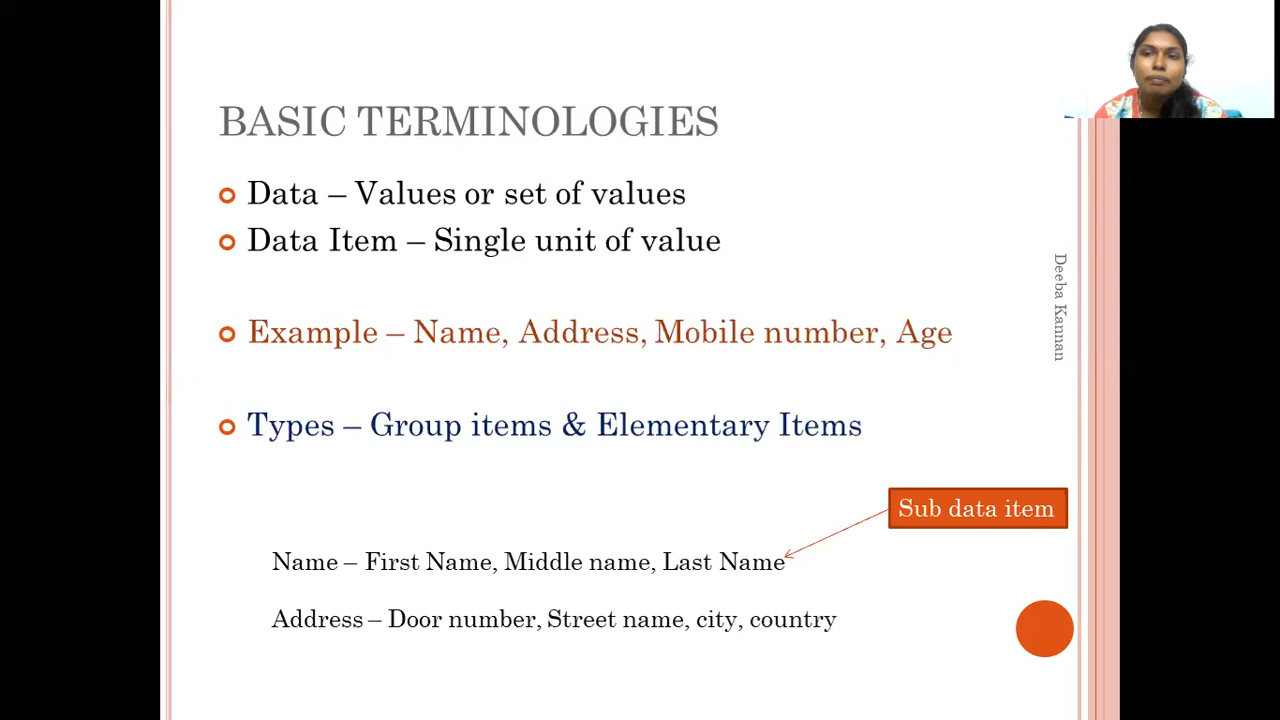 BASIC TERMINOLOGIES
Data – Values or set of values
Data Item – Single unit of value
Example – Name, Address, Mobile number, Age
Types – Group items & Elementary Items
Sub data item
Name – First Name, Middle name, Last Name
Address – Door number, Street name, city, country
Deeba Kannan